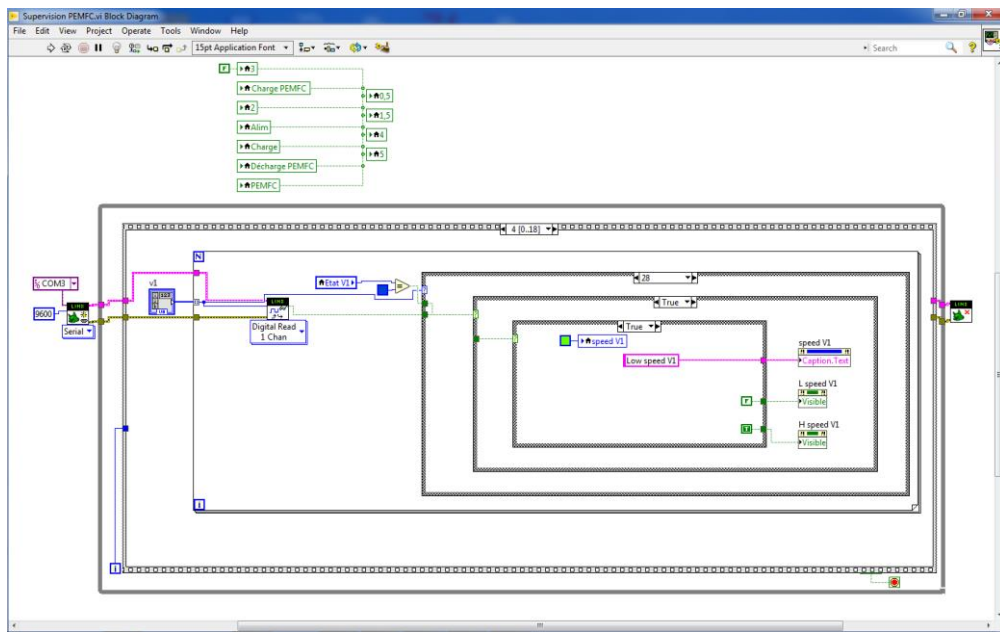 Supervision PEMFC.vi Block Diagram
File Edit View Project Operate Tools Window Help
15pt Application Font
Search
F
3
Charge PEMFC
0,5
2
1,5
Alim
4
Charge
5
Décharge PEMFC
PEMFC
4 [0..18]
N
COM3
v1
Etat V1
28
LINX
9600
Serial
LINX
Digital Read
1 Chan
True
True
speed V1
Low speed V1
speed V1
Caption.Text
L speed V1
F
Visible
H speed V1
T
Visible
LINX
i
i